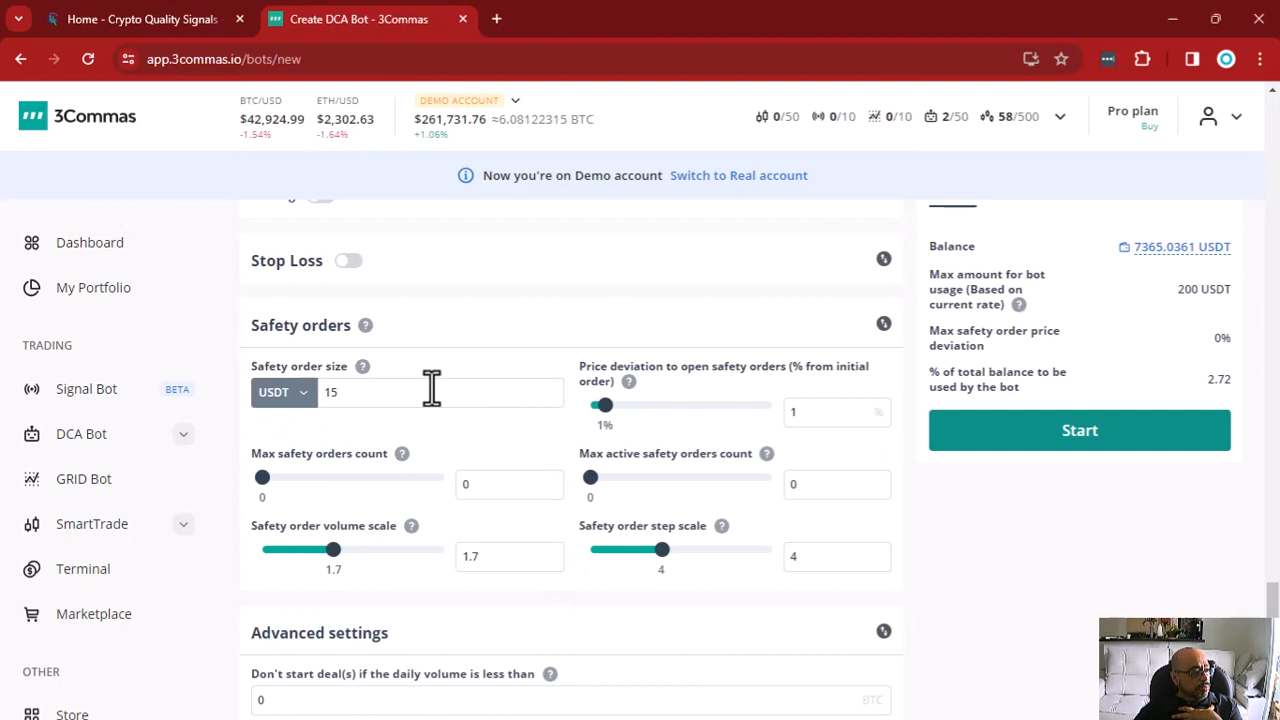 Home - Crypto Quality Signals
Create DCA Bot - 3Commas
app.3commas.io/bots/new
3Commas
BTC/USD
$42,924.99
-1.54%
ETH/USD
$2,302.63
-1.64%
DEMO ACCOUNT
$261,731.76 ≈6.08122315 BTC
+1.06%
0/50
0/10
0/10
2/50
58/500
Pro plan
Buy
Now you're on Demo account Switch to Real account
Dashboard
My Portfolio
TRADING
Signal Bot BETA
DCA Bot
GRID Bot
SmartTrade
Terminal
Marketplace
OTHER
Store
Stop Loss
Safety orders
Safety order size
USDT 15
Price deviation to open safety orders (% from initial
order)
1%
1 %
Max safety orders count
0
0
Max active safety orders count
0
0
Safety order volume scale
1.7
1.7
Safety order step scale
4
4
Advanced settings
Don't start deal(s) if the daily volume is less than
0 BTC
Balance 7365.0361 USDT
Max amount for bot
usage (Based on
current rate)
200 USDT
Max safety order price
deviation
0%
% of total balance to be
used by the bot
2.72
Start